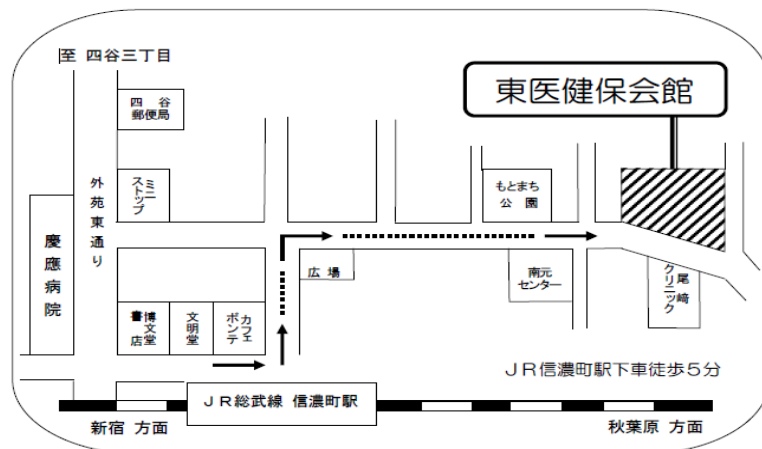 至 四谷三丁目
東医健保会館
四 谷
郵便局
ミニ
ストップ
外苑東通り
慶應病院
もとまち
公 園
広 場
南元
センター
尾﨑
クリニック
博文堂
書店
文明堂
カフェ
ボンテ
JR信濃町駅下車徒歩5分
JR総武線 信濃町駅
新宿 方面
秋葉原 方面